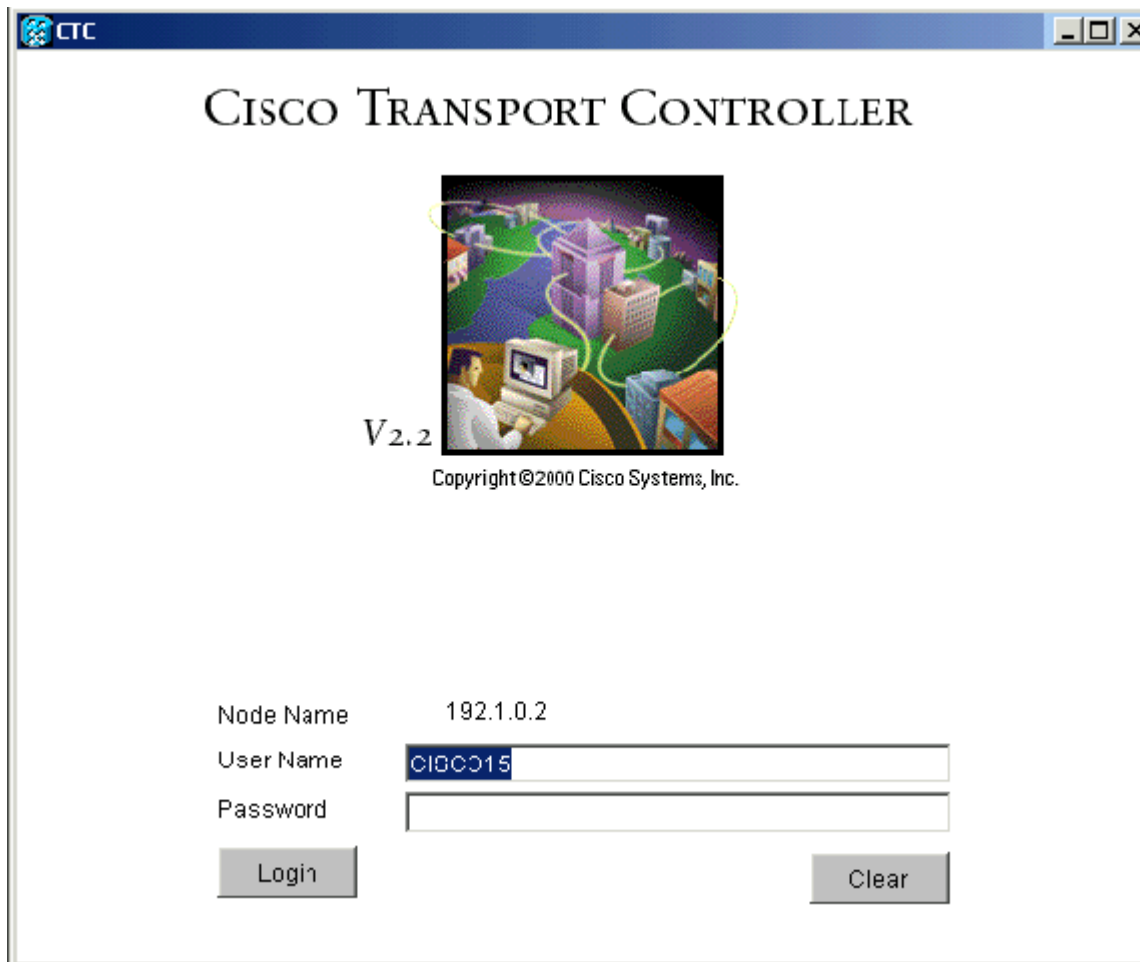 CTC
CISCO TRANSPORT CONTROLLER
V2.2
Copyright ©2000 Cisco Systems, Inc.
Node Name 192.1.0.2
User Name CISCO15
Password
Login Clear